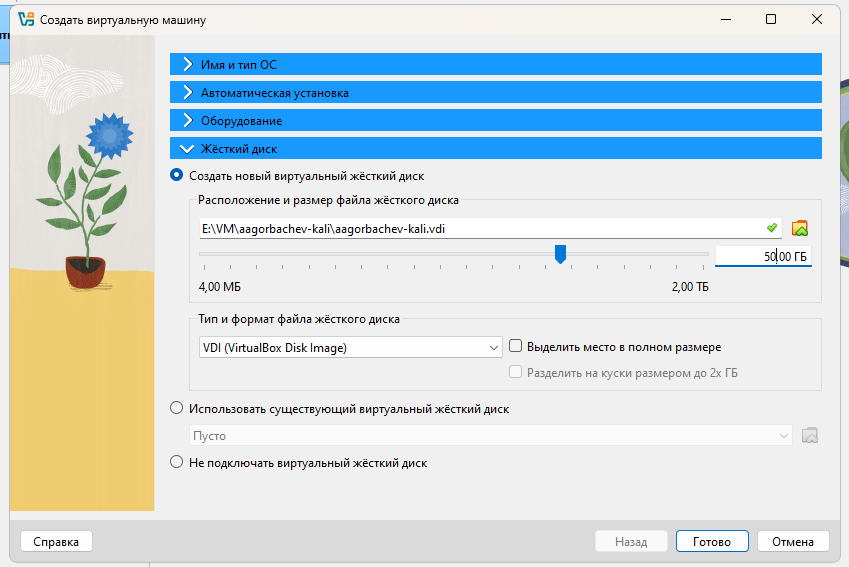 Создать виртуальную машину
Имя и тип ОС
Автоматическая установка
Оборудование
Жёсткий диск
Создать новый виртуальный жёсткий диск
Расположение и размер файла жёсткого диска
E:\VM\aagorbachev-kali\aagorbachev-kali.vdi
50,00 ГБ
4,00 МБ
2,00 ТБ
Тип и формат файла жёсткого диска
VDI (VirtualBox Disk Image)
Выделить место в полном размере
Разделить на куски размером до 2х ГБ
Использовать существующий виртуальный жёсткий диск
Пусто
Не подключать виртуальный жёсткий диск
Справка
Назад
Готово
Отмена